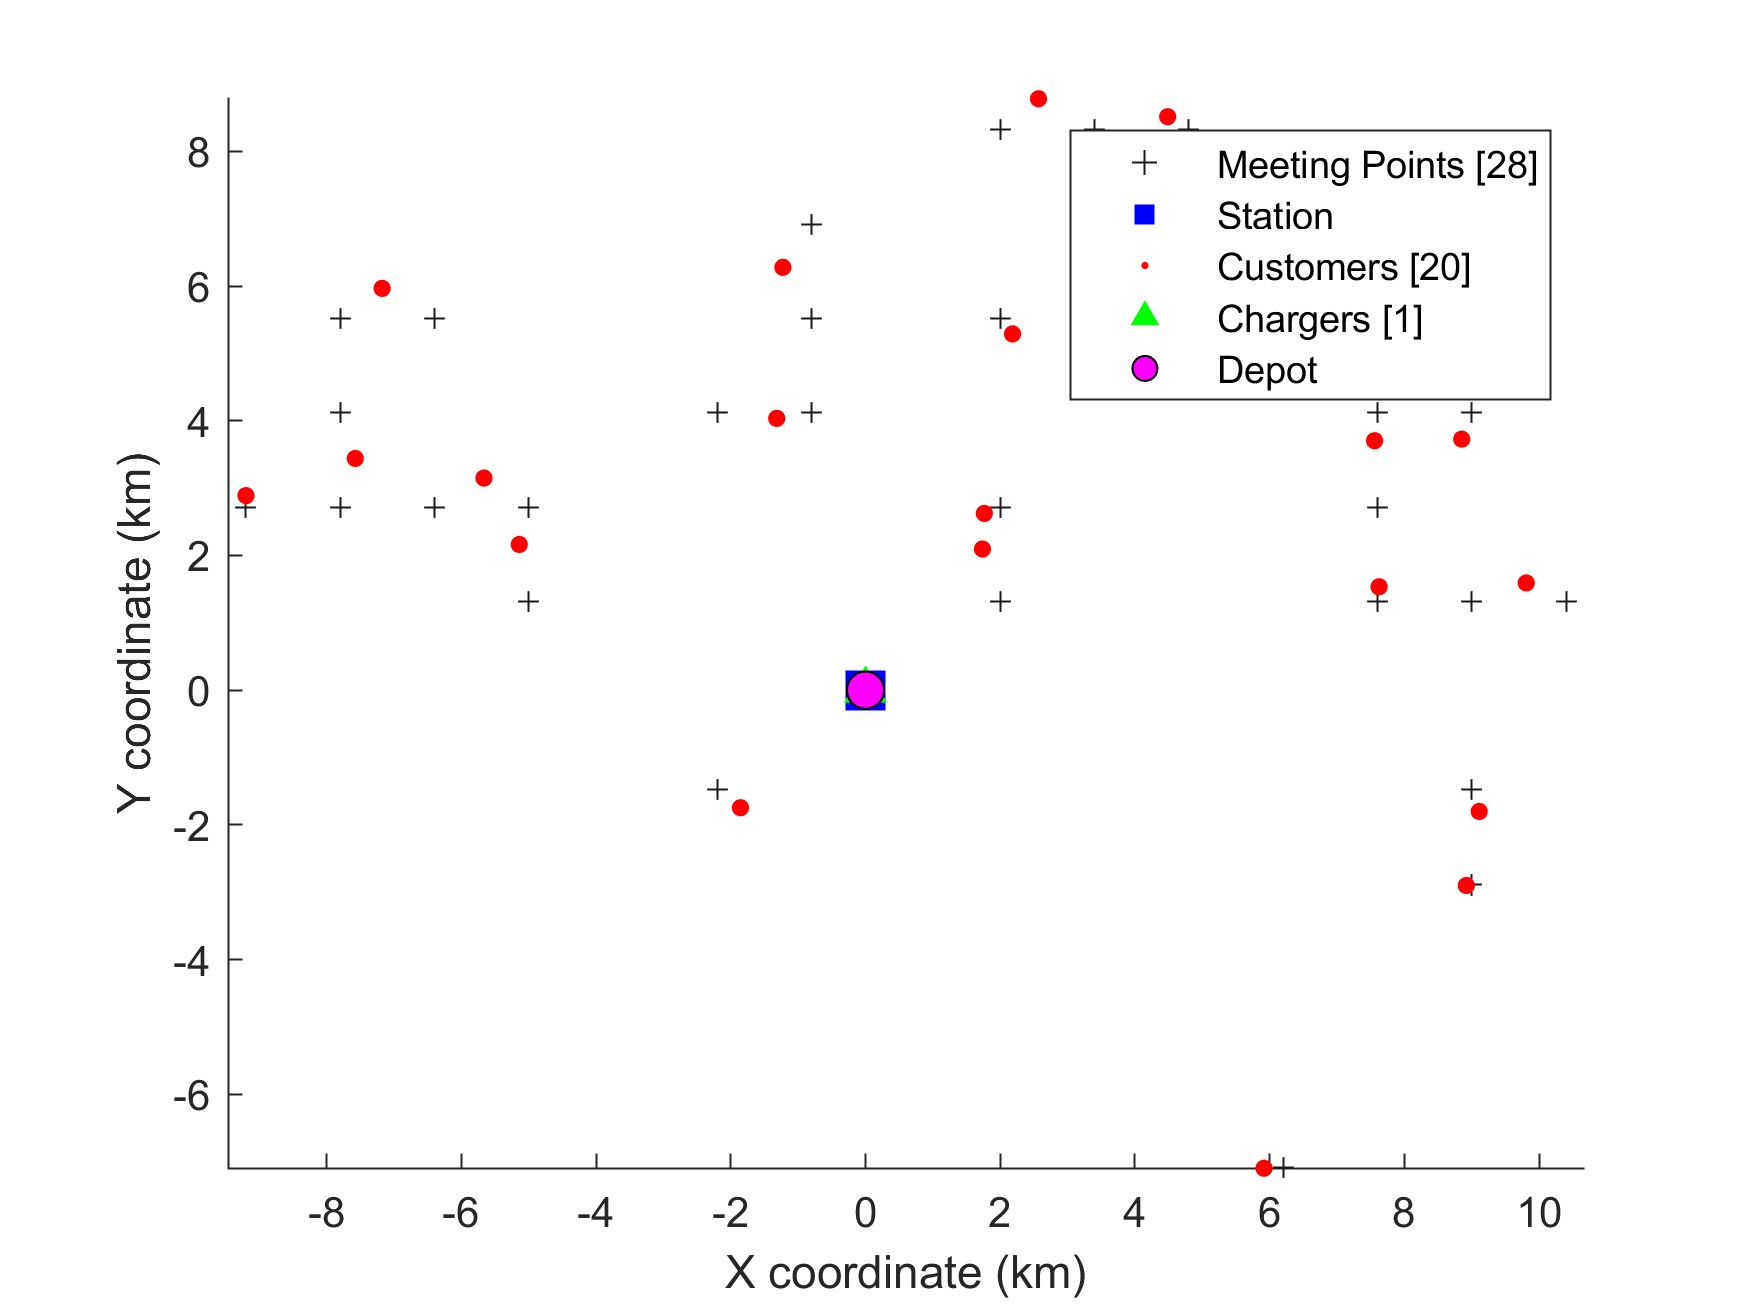 8
6
4
2
0
-2
-4
-6
Y coordinate (km)
Meeting Points [28]
Station
Customers [20]
Chargers [1]
Depot
-8 -6 -4 -2 0 2 4 6 8 10
X coordinate (km)